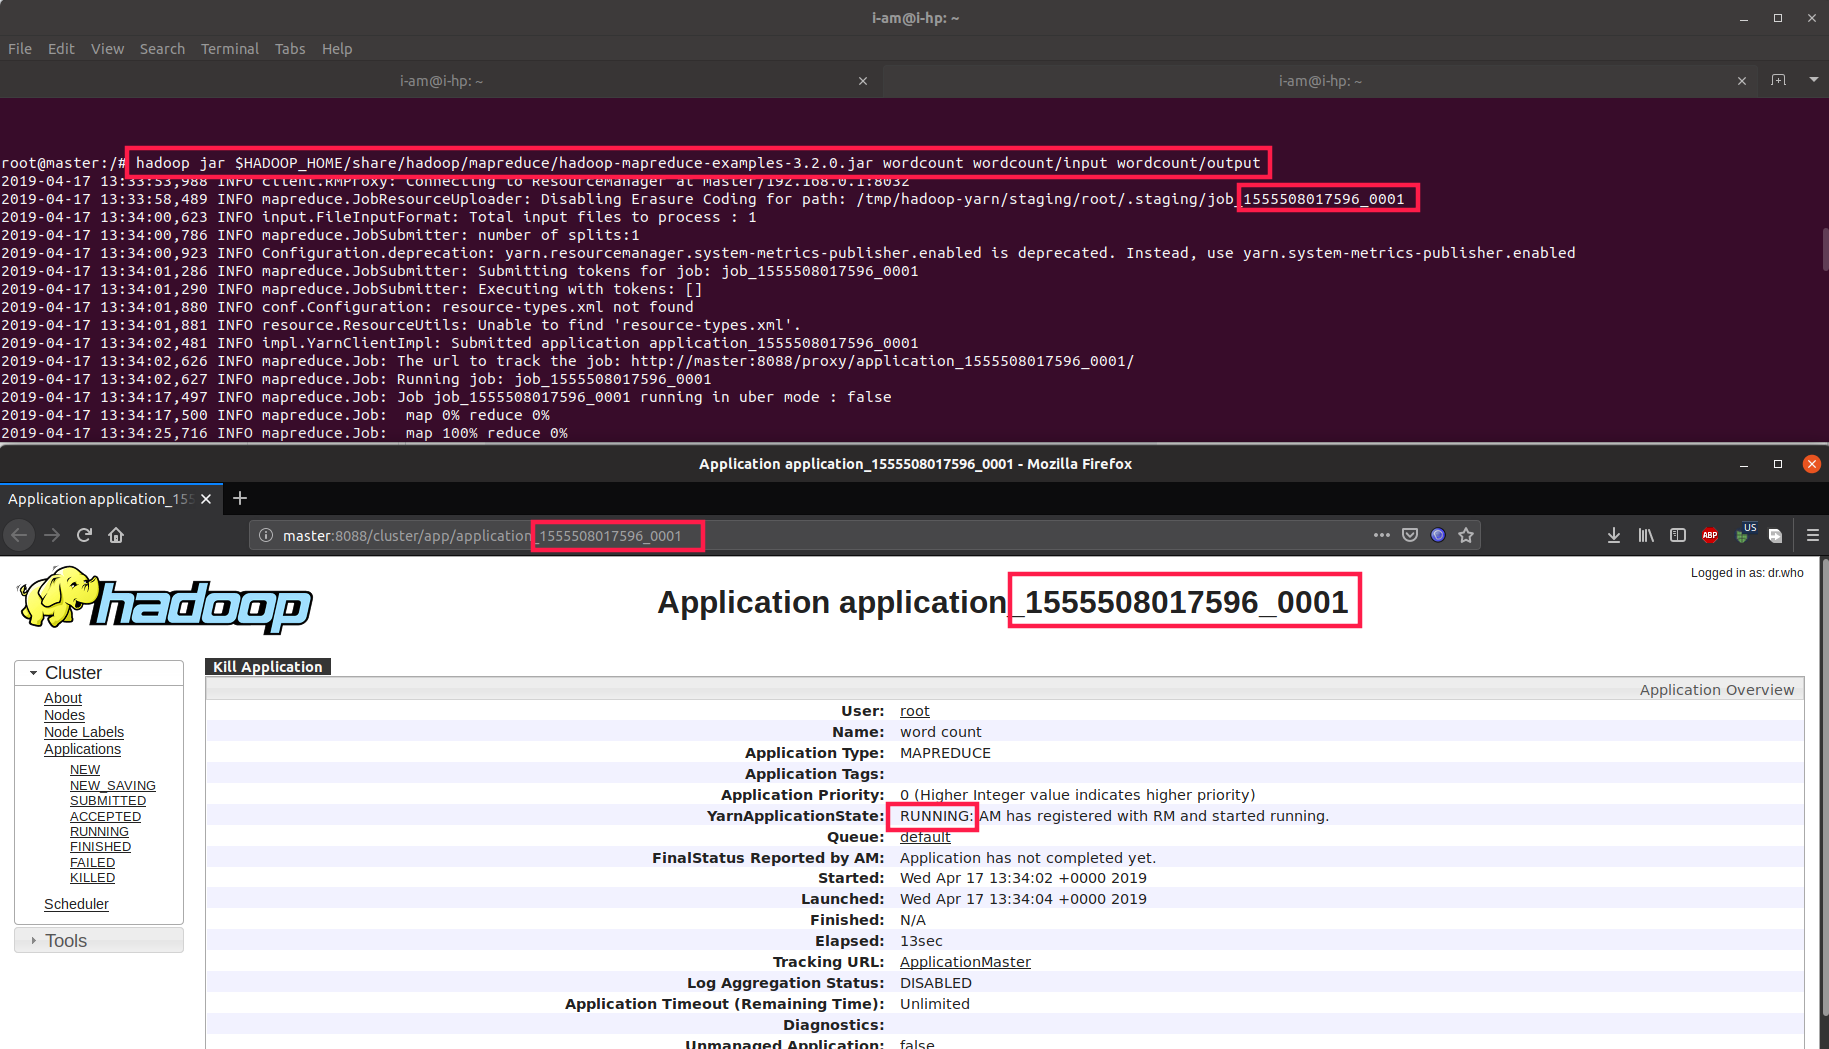 i-am@i-hp: ~
File Edit View Search Terminal Tabs Help
i-am@i-hp: ~ i-am@i-hp: ~
root@master:/# hadoop jar $HADOOP_HOME/share/hadoop/mapreduce/hadoop-mapreduce-examples-3.2.0.jar wordcount wordcount/input wordcount/output
2019-04-17 13:33:53,988 INFO client.RMProxy: Connecting to ResourceManager at master/192.168.0.1:8032
2019-04-17 13:33:58,489 INFO mapreduce.JobResourceUploader: Disabling Erasure Coding for path: /tmp/hadoop-yarn/staging/root/.staging/job_1555508017596_0001
2019-04-17 13:34:00,623 INFO input.FileInputFormat: Total input files to process : 1
2019-04-17 13:34:00,786 INFO mapreduce.JobSubmitter: number of splits:1
2019-04-17 13:34:00,923 INFO Configuration.deprecation: yarn.resourcemanager.system-metrics-publisher.enabled is deprecated. Instead, use yarn.system-metrics-publisher.enabled
2019-04-17 13:34:01,286 INFO mapreduce.JobSubmitter: Submitting tokens for job: job_1555508017596_0001
2019-04-17 13:34:01,290 INFO mapreduce.JobSubmitter: Executing with tokens: []
2019-04-17 13:34:01,880 INFO conf.Configuration: resource-types.xml not found
2019-04-17 13:34:01,881 INFO resource.ResourceUtils: Unable to find 'resource-types.xml'.
2019-04-17 13:34:02,481 INFO impl.YarnClientImpl: Submitted application application_1555508017596_0001
2019-04-17 13:34:02,626 INFO mapreduce.Job: The url to track the job: http://master:8088/proxy/application_1555508017596_0001/
2019-04-17 13:34:02,627 INFO mapreduce.Job: Running job: job_1555508017596_0001
2019-04-17 13:34:17,497 INFO mapreduce.Job: Job job_1555508017596_0001 running in uber mode : false
2019-04-17 13:34:17,500 INFO mapreduce.Job:  map 0% reduce 0%
2019-04-17 13:34:25,716 INFO mapreduce.Job:  map 100% reduce 0%
Application application_1555508017596_0001 - Mozilla Firefox
Application application_155
master:8088/cluster/app/application_1555508017596_0001
ABP US
Logged in as: dr.who
hadoop
Application application_1555508017596_0001
Cluster
About
Nodes
Node Labels
Applications
NEW
NEW_SAVING
SUBMITTED
ACCEPTED
RUNNING
FINISHED
FAILED
KILLED
Scheduler
Tools
Kill Application
Application Overview
User: root
Name: word count
Application Type: MAPREDUCE
Application Tags:
Application Priority: 0 (Higher Integer value indicates higher priority)
YarnApplicationState: RUNNING: AM has registered with RM and started running.
Queue: default
FinalStatus Reported by AM: Application has not completed yet.
Started: Wed Apr 17 13:34:02 +0000 2019
Launched: Wed Apr 17 13:34:04 +0000 2019
Finished: N/A
Elapsed: 13sec
Tracking URL: ApplicationMaster
Log Aggregation Status: DISABLED
Application Timeout (Remaining Time): Unlimited
Diagnostics:
Unmanaged Application: false